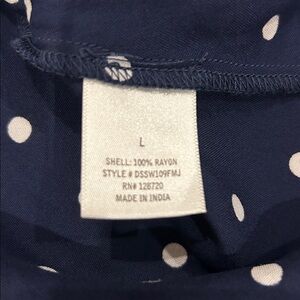 L
SHELL: 100% RAYON
STYLE # DSSW109FMJ
RN# 128720
MADE IN INDIA